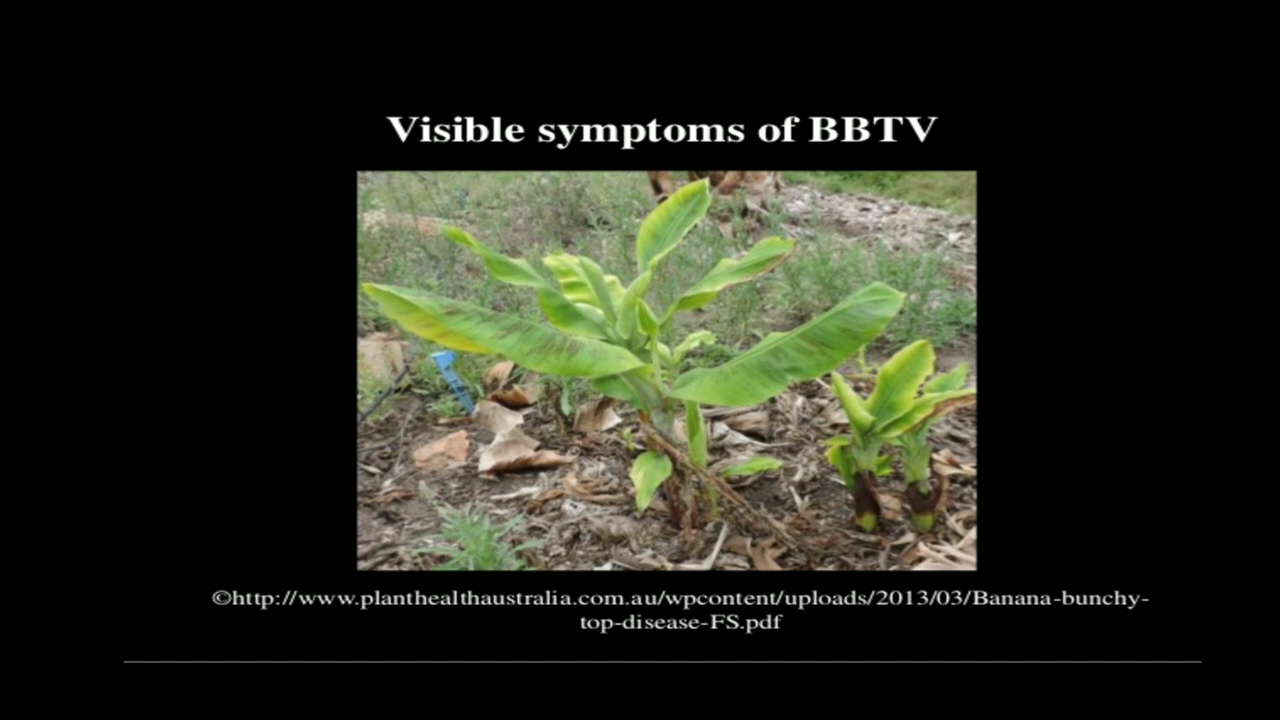 Visible symptoms of BBTV
©http://www.planthealthaustralia.com.au/wpcontent/uploads/2013/03/Banana-bunchy-
top-disease-FS.pdf